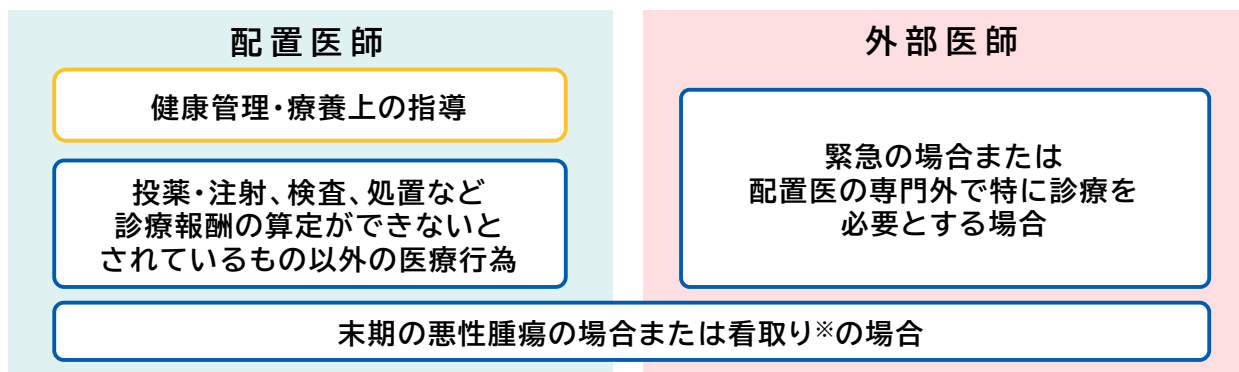 配置医師
健康管理・療養上の指導
投薬・注射、検査、処置など
診療報酬の算定ができないと
されているもの以外の医療行為
外部医師
緊急の場合または
配置医の専門外で特に診療を
必要とする場合
末期の悪性腫瘍の場合または看取り※の場合